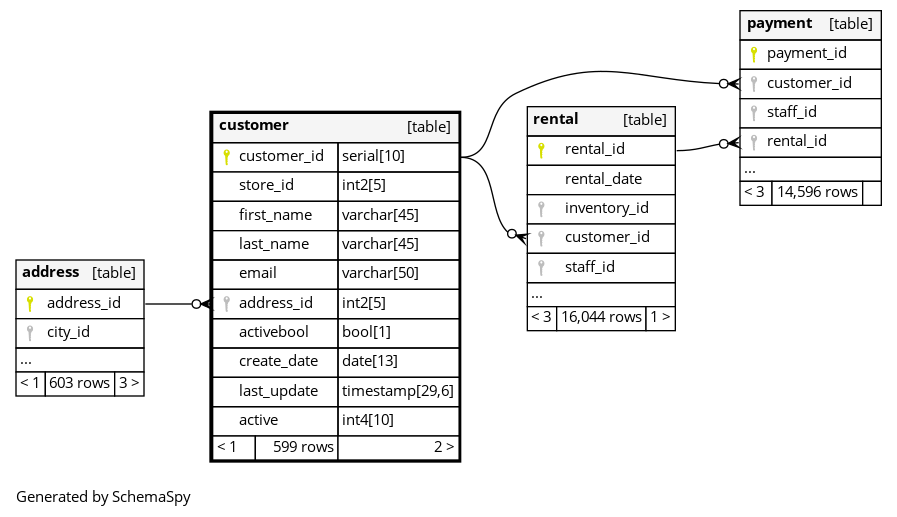 payment [table]
payment_id
customer_id
staff_id
rental_id
...
< 3 14,596 rows
rental [table]
rental_id
rental_date
inventory_id
customer_id
staff_id
...
< 3 16,044 rows 1 >
customer [table]
customer_id serial[10]
store_id int2[5]
first_name varchar[45]
last_name varchar[45]
email varchar[50]
address_id int2[5]
activebool bool[1]
create_date date[13]
last_update timestamp[29,6]
active int4[10]
< 1 599 rows 2 >
address [table]
address_id
city_id
...
< 1 603 rows 3 >
Generated by SchemaSpy